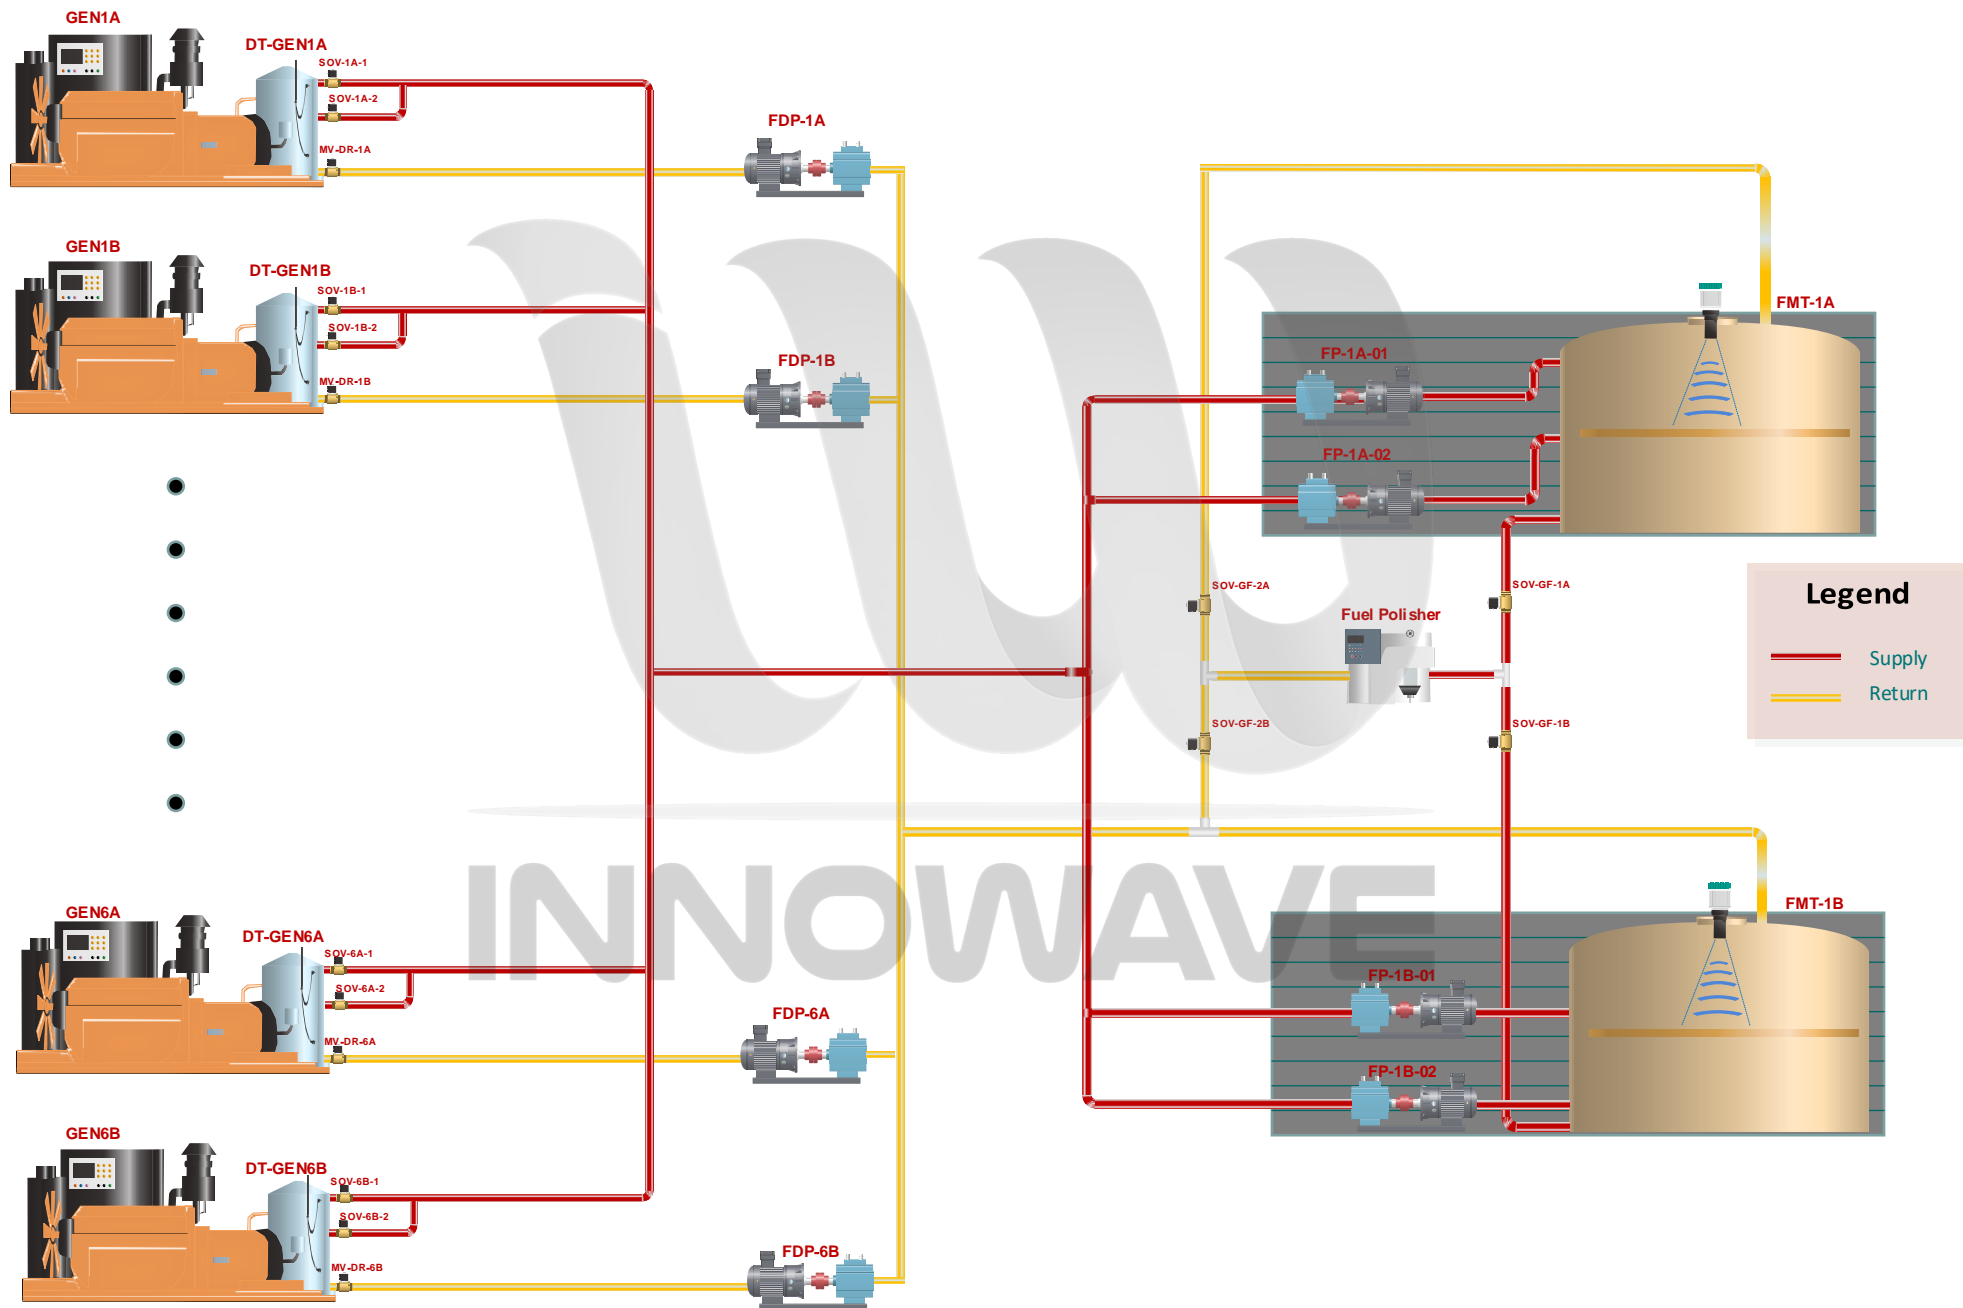 GEN1A
DT-GEN1A
SOV-1A-1
SOV-1A-2
MV-DR-1A
FDP-1A
GEN1B
DT-GEN1B
SOV-1B-1
SOV-1B-2
MV-DR-1B
FDP-1B
FMT-1A
FP-1A-01
FP-1A-02
SOV-GF-2A
SOV-GF-1A
Fuel Polisher
SOV-GF-2B
SOV-GF-1B
Legend
Supply
Return
INNOWAVE
GEN6A
DT-GEN6A
SOV-6A-1
SOV-6A-2
MV-DR-6A
FDP-6A
FMT-1B
FP-1B-01
FP-1B-02
GEN6B
DT-GEN6B
SOV-6B-1
SOV-6B-2
MV-DR-6B
FDP-6B